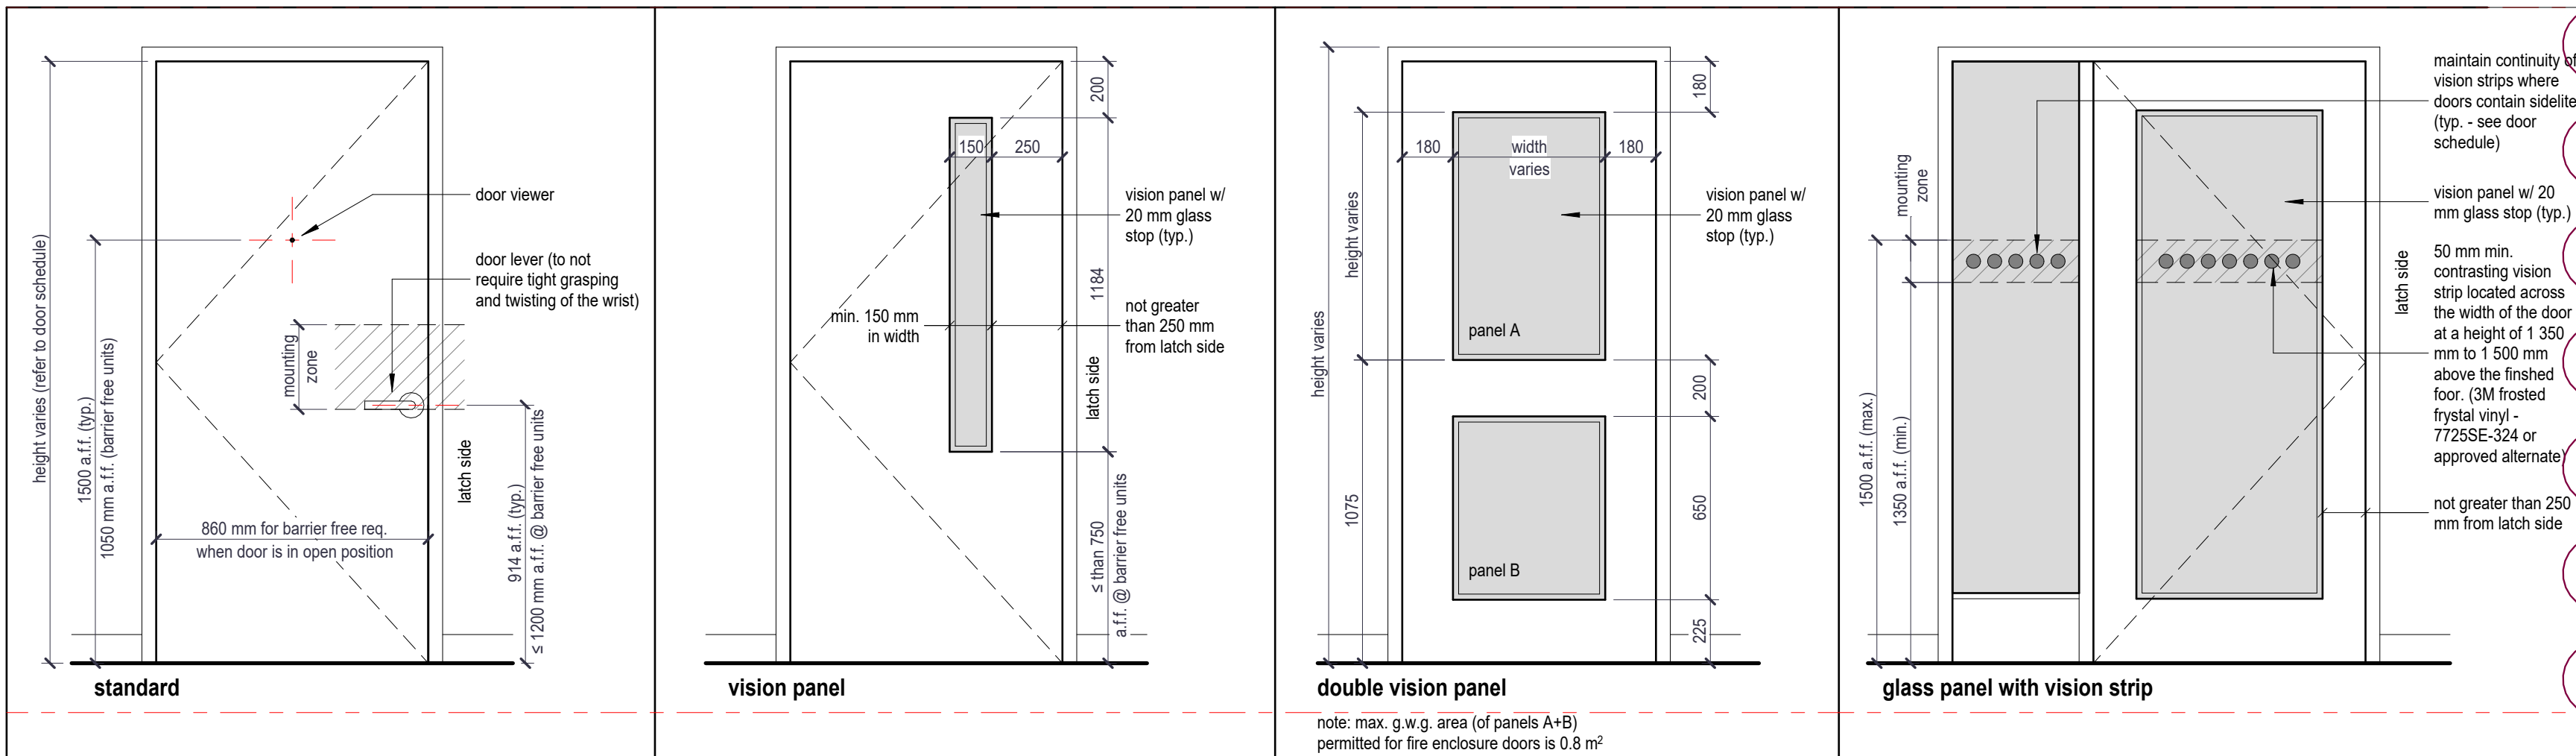 height varies (refer to door schedule)
1500 a.f.f. (typ.)
1050 mm a.f.f. (barrier free units)
door viewer
door lever (to not
require tight grasping
and twisting of the wrist)
mounting
zone
860 mm for barrier free req.
when door is in open position
latch side
914 a.f.f. (typ.)
≤ 1200 mm a.f.f. @ barrier free units
standard
200
150
250
vision panel w/
20 mm glass
stop (typ.)
1184
min. 150 mm
in width
not greater
than 250 mm
from latch side
latch side
≤ than 750
a.f.f. @ barrier free units
vision panel
height varies
height varies
180
180
width
varies
180
vision panel w/
20 mm glass
stop (typ.)
panel A
200
1075
650
panel B
225
double vision panel
note: max. g.w.g. area (of panels A+B)
permitted for fire enclosure doors is 0.8 m²
maintain continuity of
vision strips where
doors contain sidelite
(typ. - see door
schedule)
mounting
zone
vision panel w/ 20
mm glass stop (typ.)
50 mm min.
contrasting vision
strip located across
the width of the door
at a height of 1 350
mm to 1 500 mm
above the finshed
foor. (3M frosted
frystal vinyl -
7725SE-324 or
approved alternate)
latch side
1500 a.f.f. (max.)
1350 a.f.f. (min.)
not greater than 250
mm from latch side
glass panel with vision strip